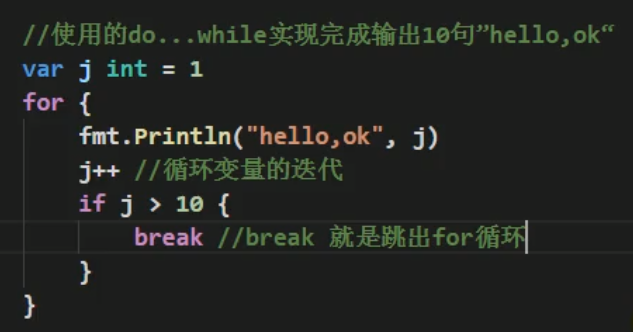 //使用的do...while实现完成输出10句”hello,ok“
var j int = 1
for {
    fmt.Println("hello,ok", j)
    j++ //循环变量的迭代
    if j > 10 {
        break //break 就是跳出for循环
    }
}